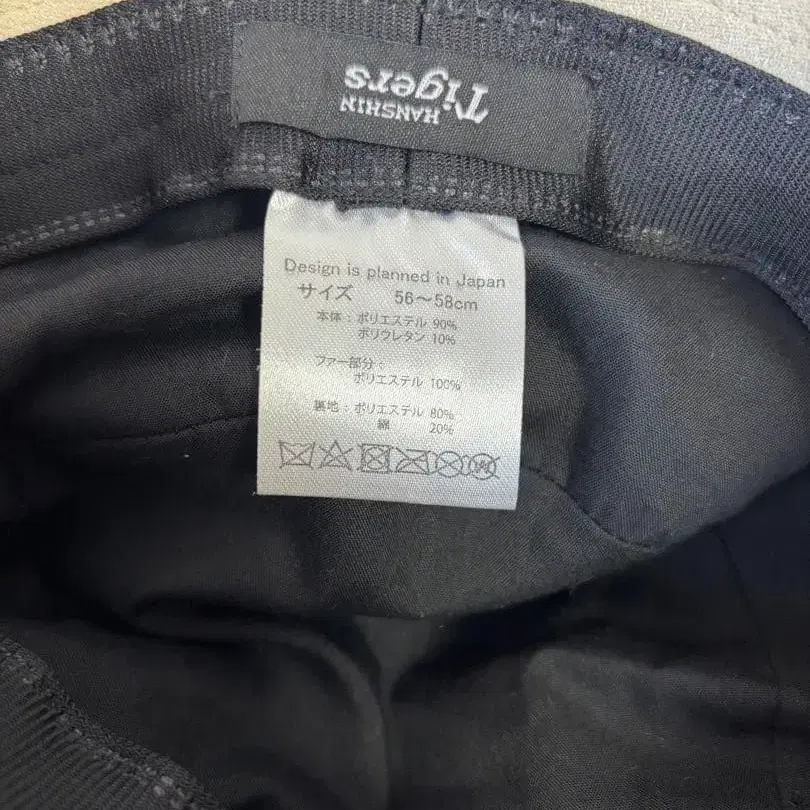 HANSHIN
Tigers
Design is planned in Japan
サイズ 56～58cm
本体：ポリエステル 90%
ポリウレタン 10%
ファー部分：
ポリエステル 100%
裏地：ポリエステル 80%
綿 20%